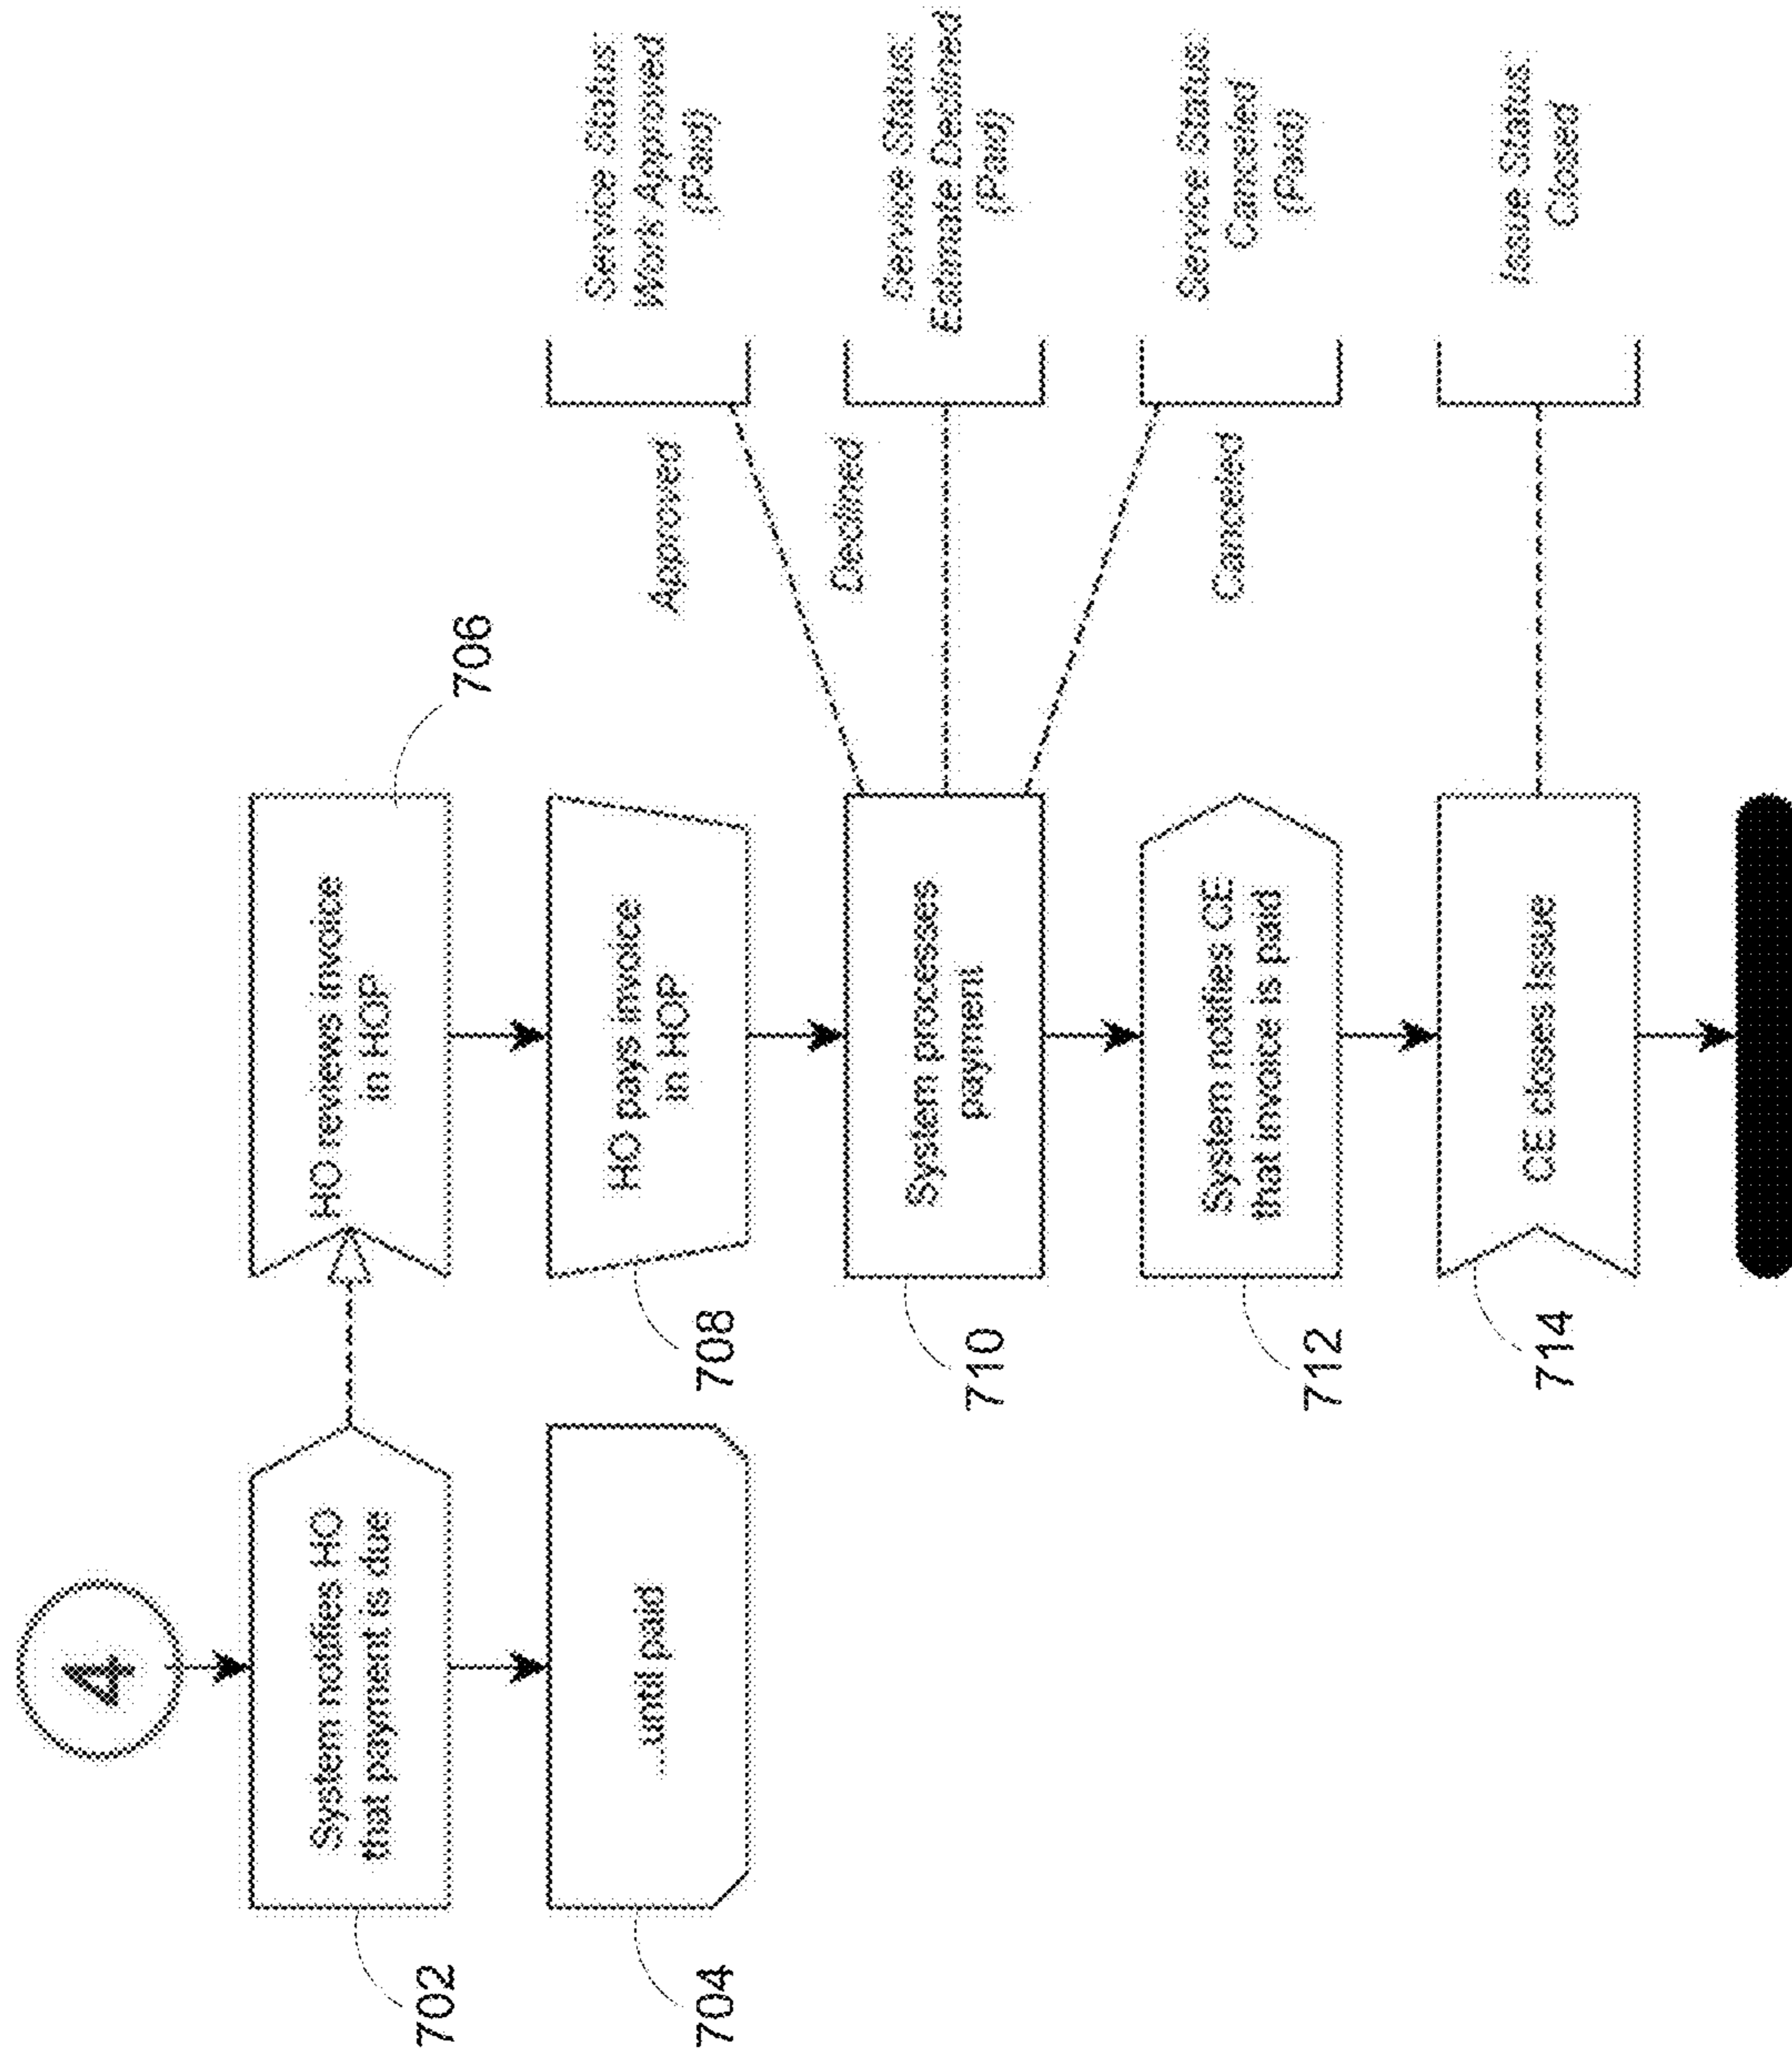 4
System notifies HO
that payment is due
702
...until paid
704
HO reviews invoice
in HOP
706
HO pays invoice
in HOP
708
System processes
payment
710
Approved
Declined
Canceled
Service Status:
Work Approved
(Paid)
Service Status:
Estimate Declined
(Paid)
Service Status:
Canceled
(Paid)
System notifies CE
that invoice is paid
712
CE closes Issue
714
Issue Status:
Closed